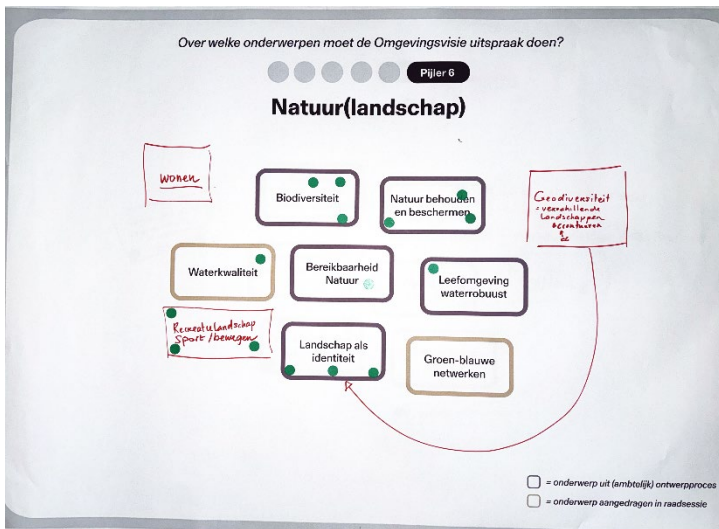 Over welke onderwerpen moet de Omgevingsvisie uitspraak doen?
Pijler 6
Natuur(landschap)
wonen
Biodiversiteit
Natuur behouden
en beschermen
Geodiversiteit
= verschillende
landschappen
accentueren
Waterkwaliteit
Bereikbaarheid
Natuur
Leefomgeving
waterrobuust
Recreatielandschap
Sport/bewegen
Landschap als
identiteit
Groen-blauwe
netwerken
= onderwerp uit (ambtelijk) ontwerpproces
= onderwerp aangedragen in raadsessie